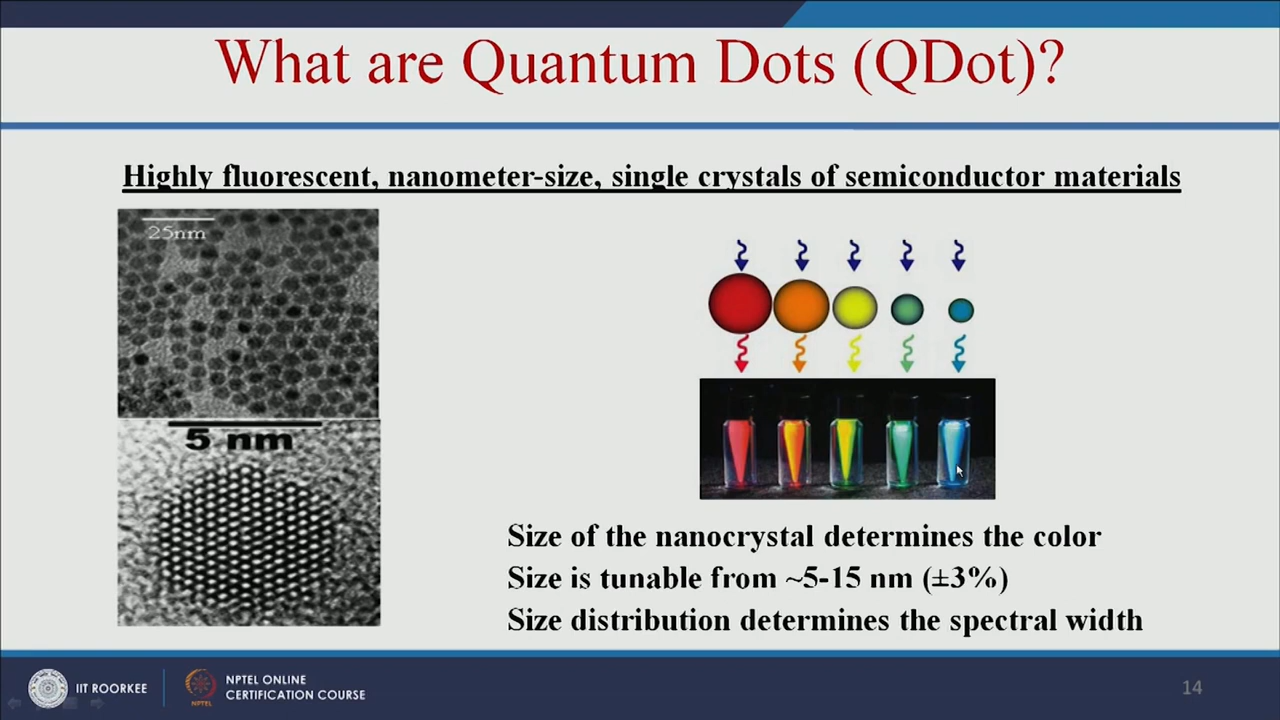 What are Quantum Dots (QDot)?
Highly fluorescent, nanometer-size, single crystals of semiconductor materials
25nm
5 nm
Size of the nanocrystal determines the color
Size is tunable from ~5-15 nm (±3%)
Size distribution determines the spectral width
IIT ROORKEE
NPTEL
NPTEL ONLINE
CERTIFICATION COURSE
14